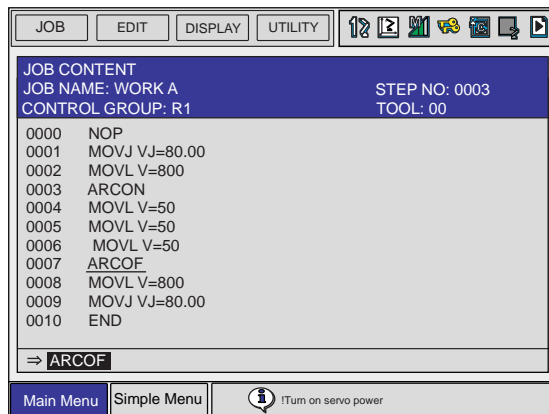 JOB EDIT DISPLAY UTILITY
JOB CONTENT
JOB NAME: WORK A STEP NO: 0003
CONTROL GROUP: R1 TOOL: 00
0000 NOP
0001 MOVJ VJ=80.00
0002 MOVL V=800
0003 ARCON
0004 MOVL V=50
0005 MOVL V=50
0006 MOVL V=50
0007 ARCOF
0008 MOVL V=800
0009 MOVJ VJ=80.00
0010 END
⇒ ARCOF
Main Menu Simple Menu !Turn on servo power